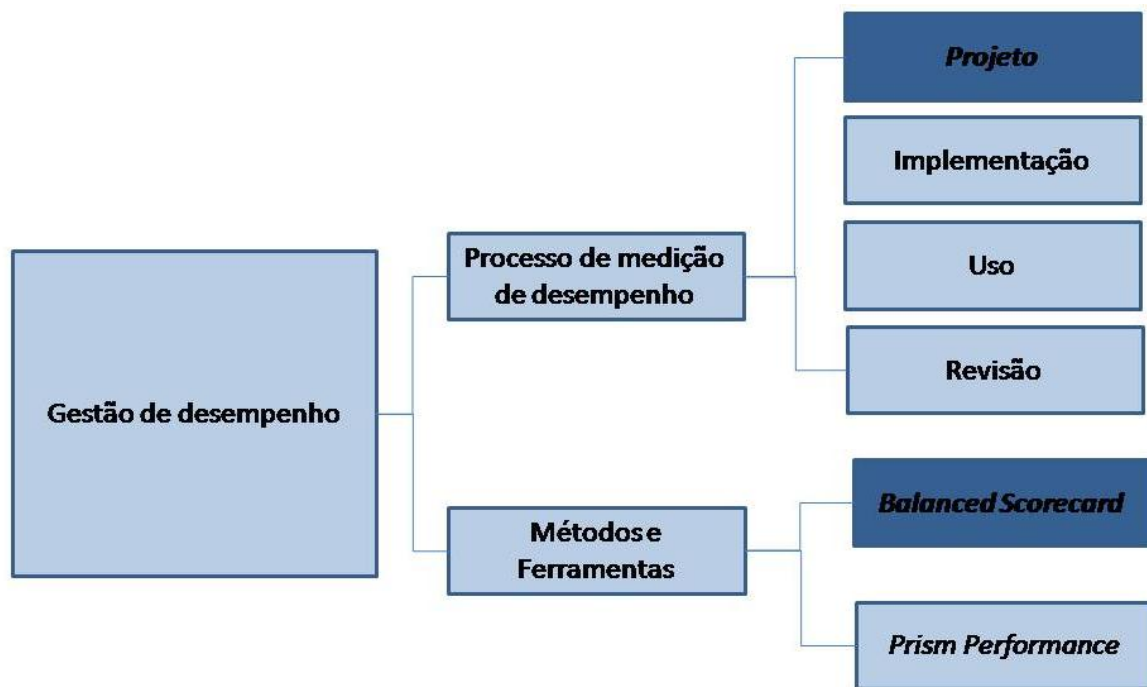 Projeto
Implementação
Uso
Revisão
Processo de medição
de desempenho
Gestão de desempenho
Balanced Scorecard
Métodos e
Ferramentas
Prism Performance